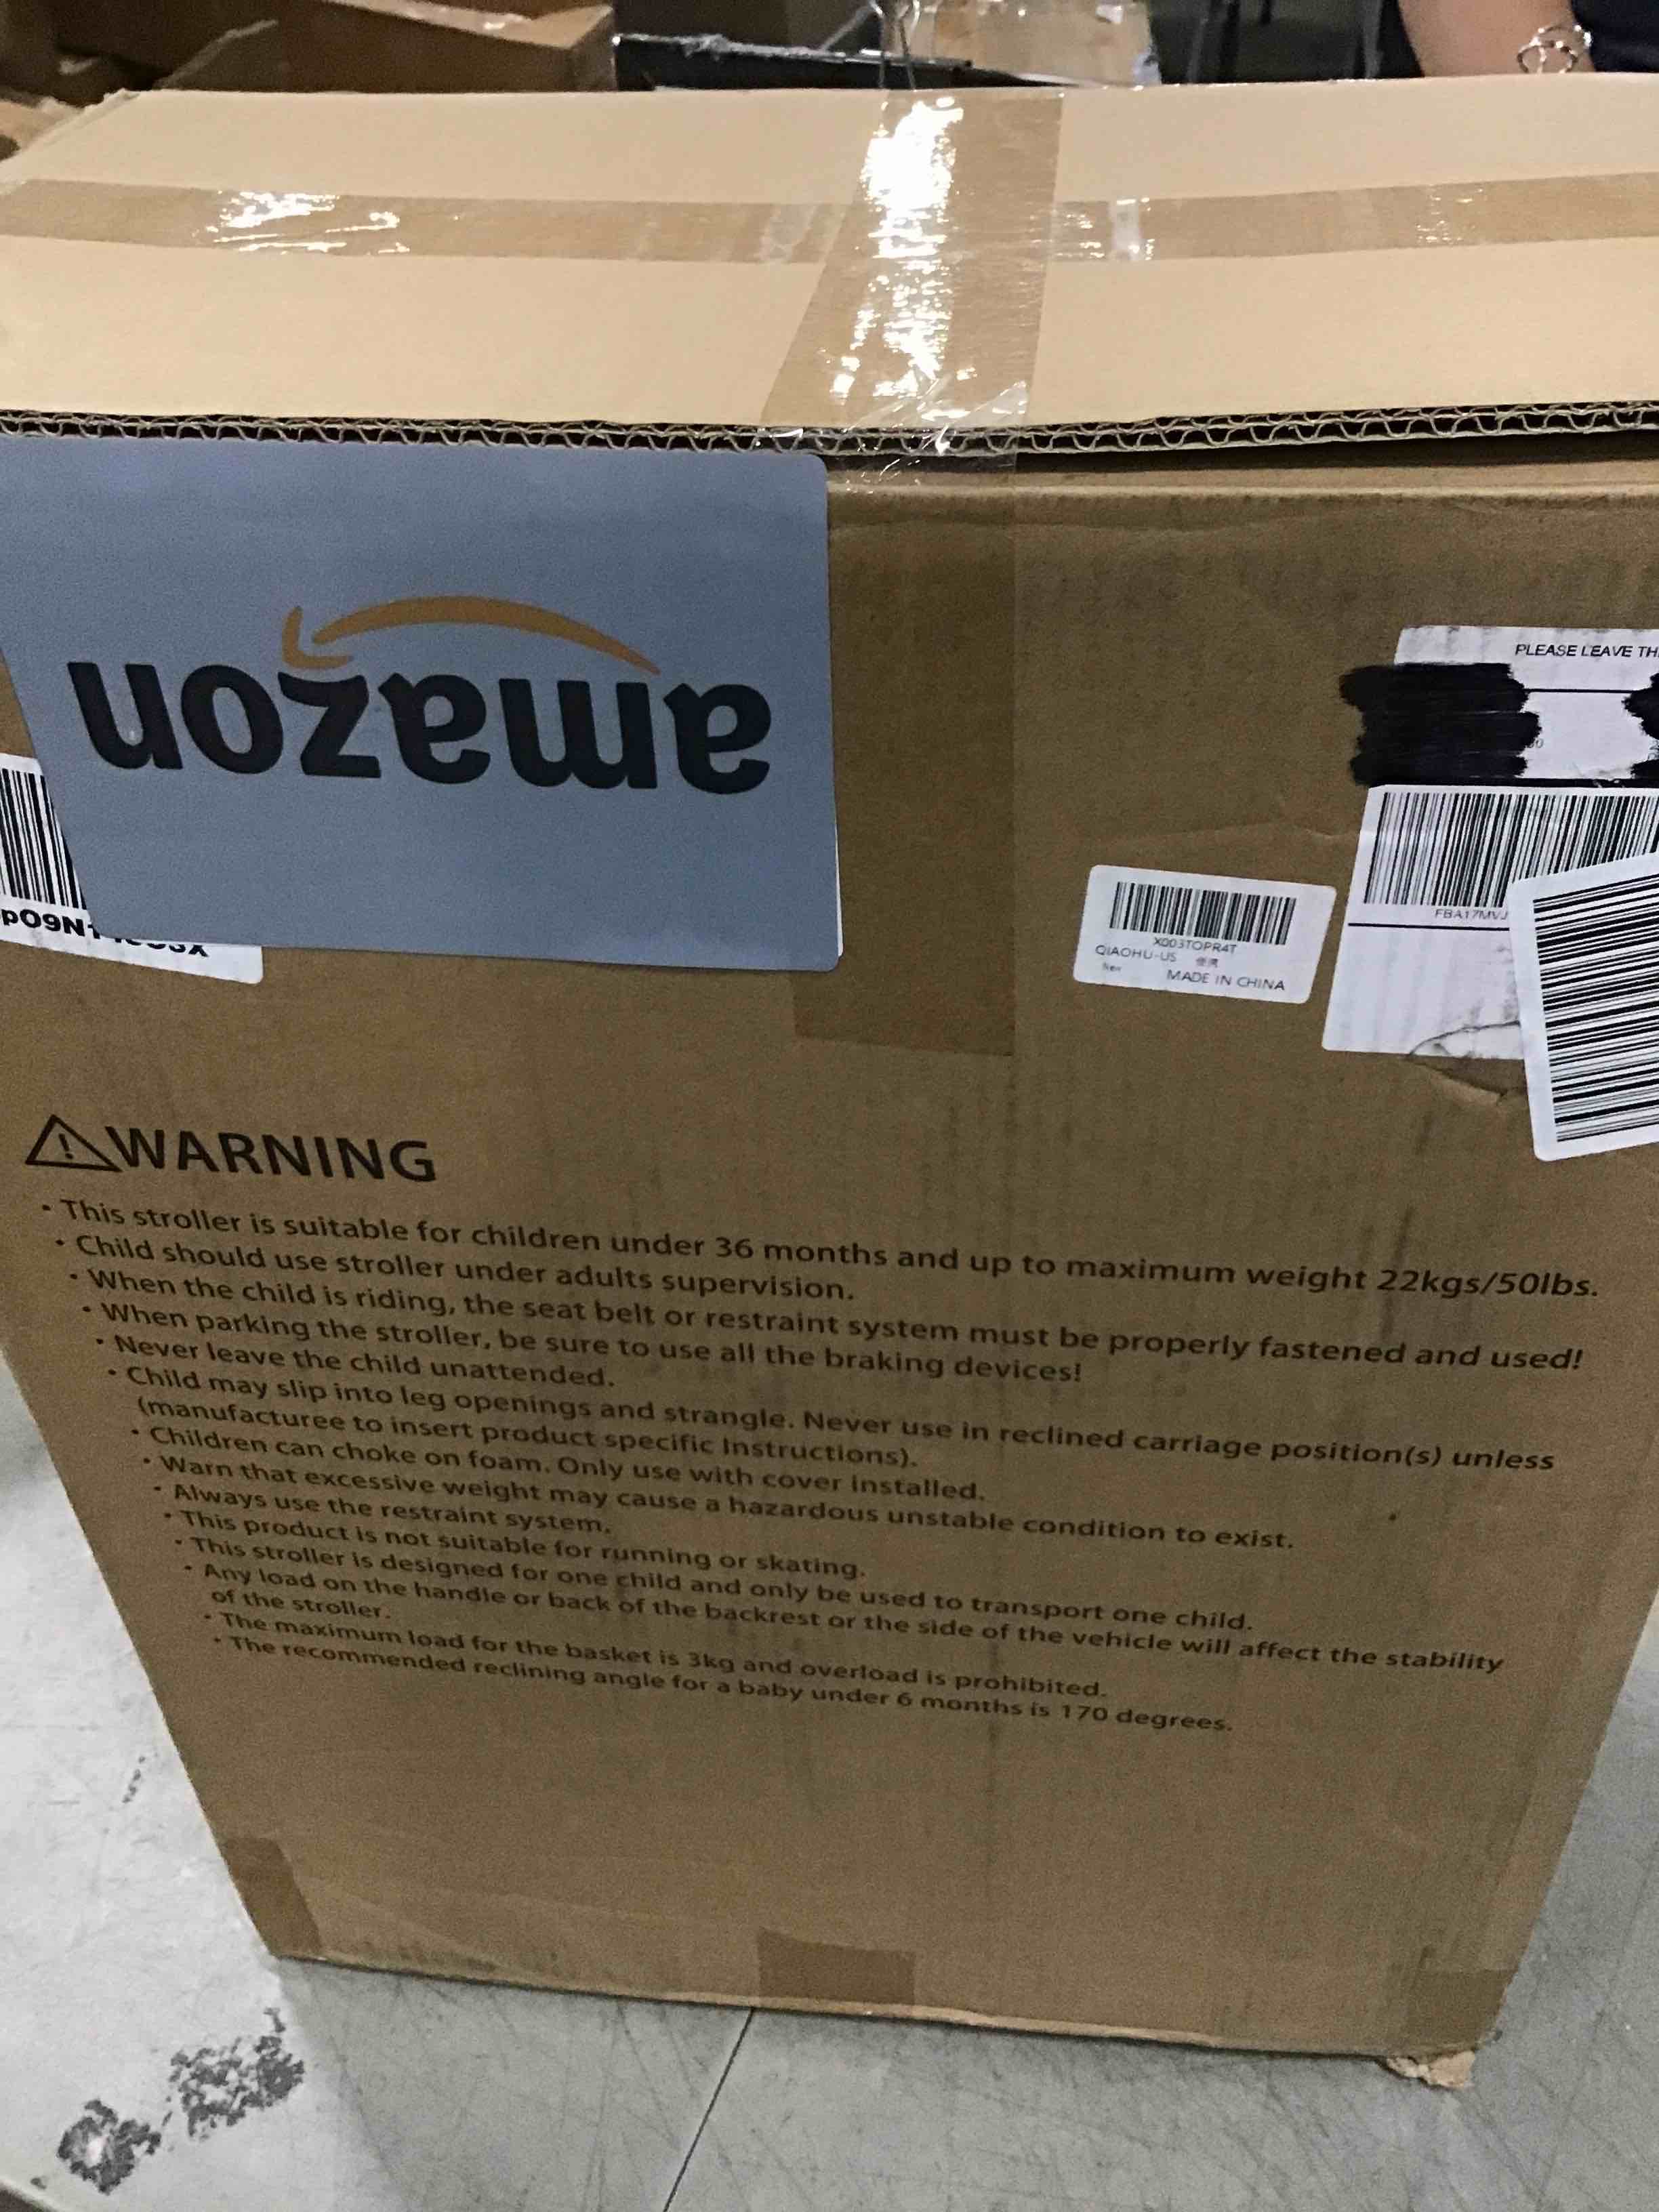 amazon
PLEASE LEAVE TH
FBA17MVJ
X003TOPR4T
QIAOHU-US
New
MADE IN CHINA
WARNING
• This stroller is suitable for children under 36 months and up to maximum weight 22kgs/50lbs.
• Child should use stroller under adults supervision.
• When the child is riding, the seat belt or restraint system must be properly fastened and used!
• When parking the stroller, be sure to use all the braking devices!
• Never leave the child unattended.
• Child may slip into leg openings and strangle. Never use in reclined carriage position(s) unless
(manufacturee to insert product specific Instructions).
• Children can choke on foam. Only use with cover installed.
• Warn that excessive weight may cause a hazardous unstable condition to exist.
• Always use the restraint system.
• This product is not suitable for running or skating.
• This stroller is designed for one child and only be used to transport one child.
• Any load on the handle or back of the backrest or the side of the vehicle will affect the stability
of the stroller.
• The maximum load for the basket is 3kg and overload is prohibited.
• The recommended reclining angle for a baby under 6 months is 170 degrees.